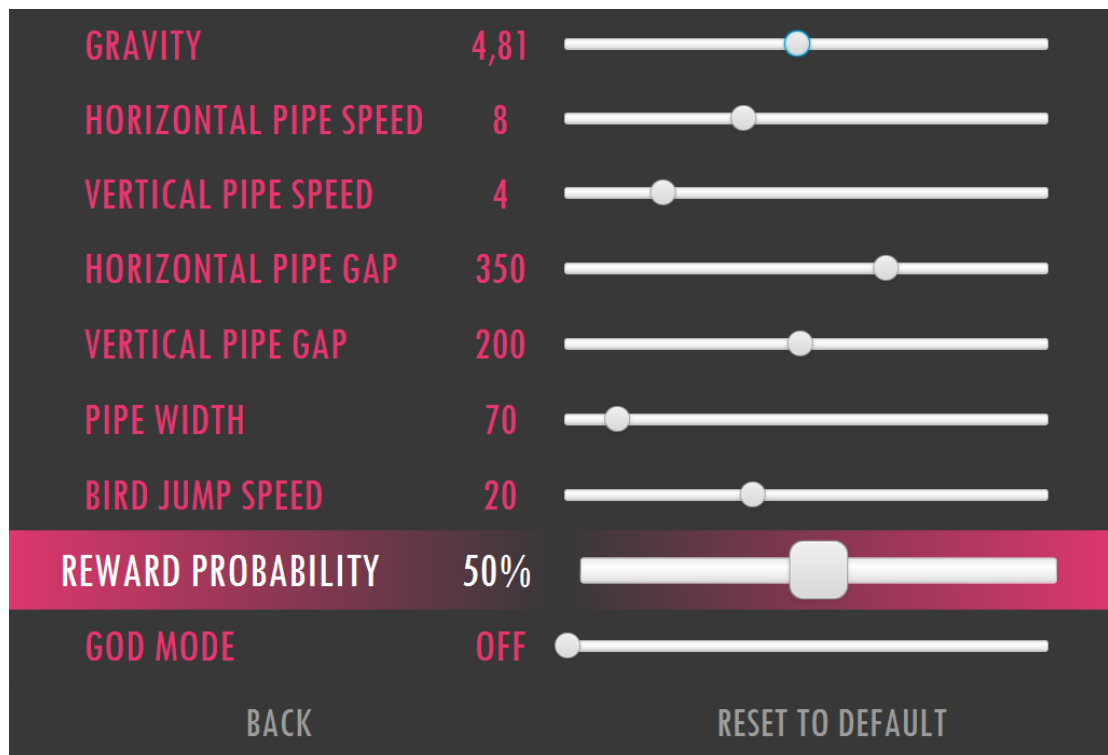 GRAVITY 4,81
HORIZONTAL PIPE SPEED 8
VERTICAL PIPE SPEED 4
HORIZONTAL PIPE GAP 350
VERTICAL PIPE GAP 200
PIPE WIDTH 70
BIRD JUMP SPEED 20
REWARD PROBABILITY 50%
GOD MODE OFF
BACK RESET TO DEFAULT